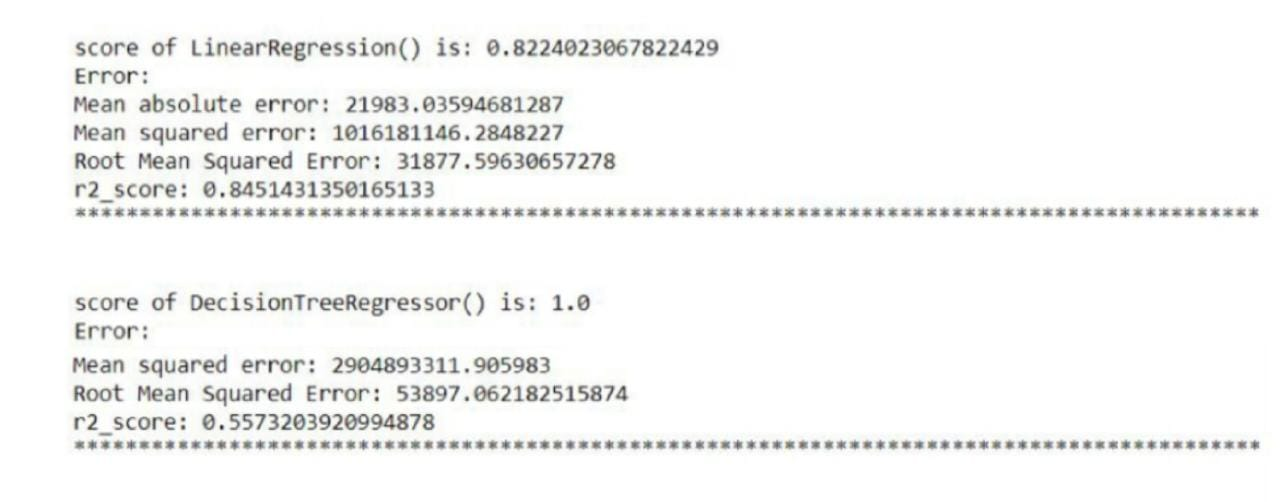 score of LinearRegression() is: 0.8224023067822429
Error:
Mean absolute error: 21983.03594681287
Mean squared error: 1016181146.2848227
Root Mean Squared Error: 31877.59630657278
r2_score: 0.8451431350165133
********************************************************************************************
score of DecisionTreeRegressor() is: 1.0
Error:
Mean squared error: 2904893311.905983
Root Mean Squared Error: 53897.062182515874
r2_score: 0.5573203920994878
********************************************************************************************